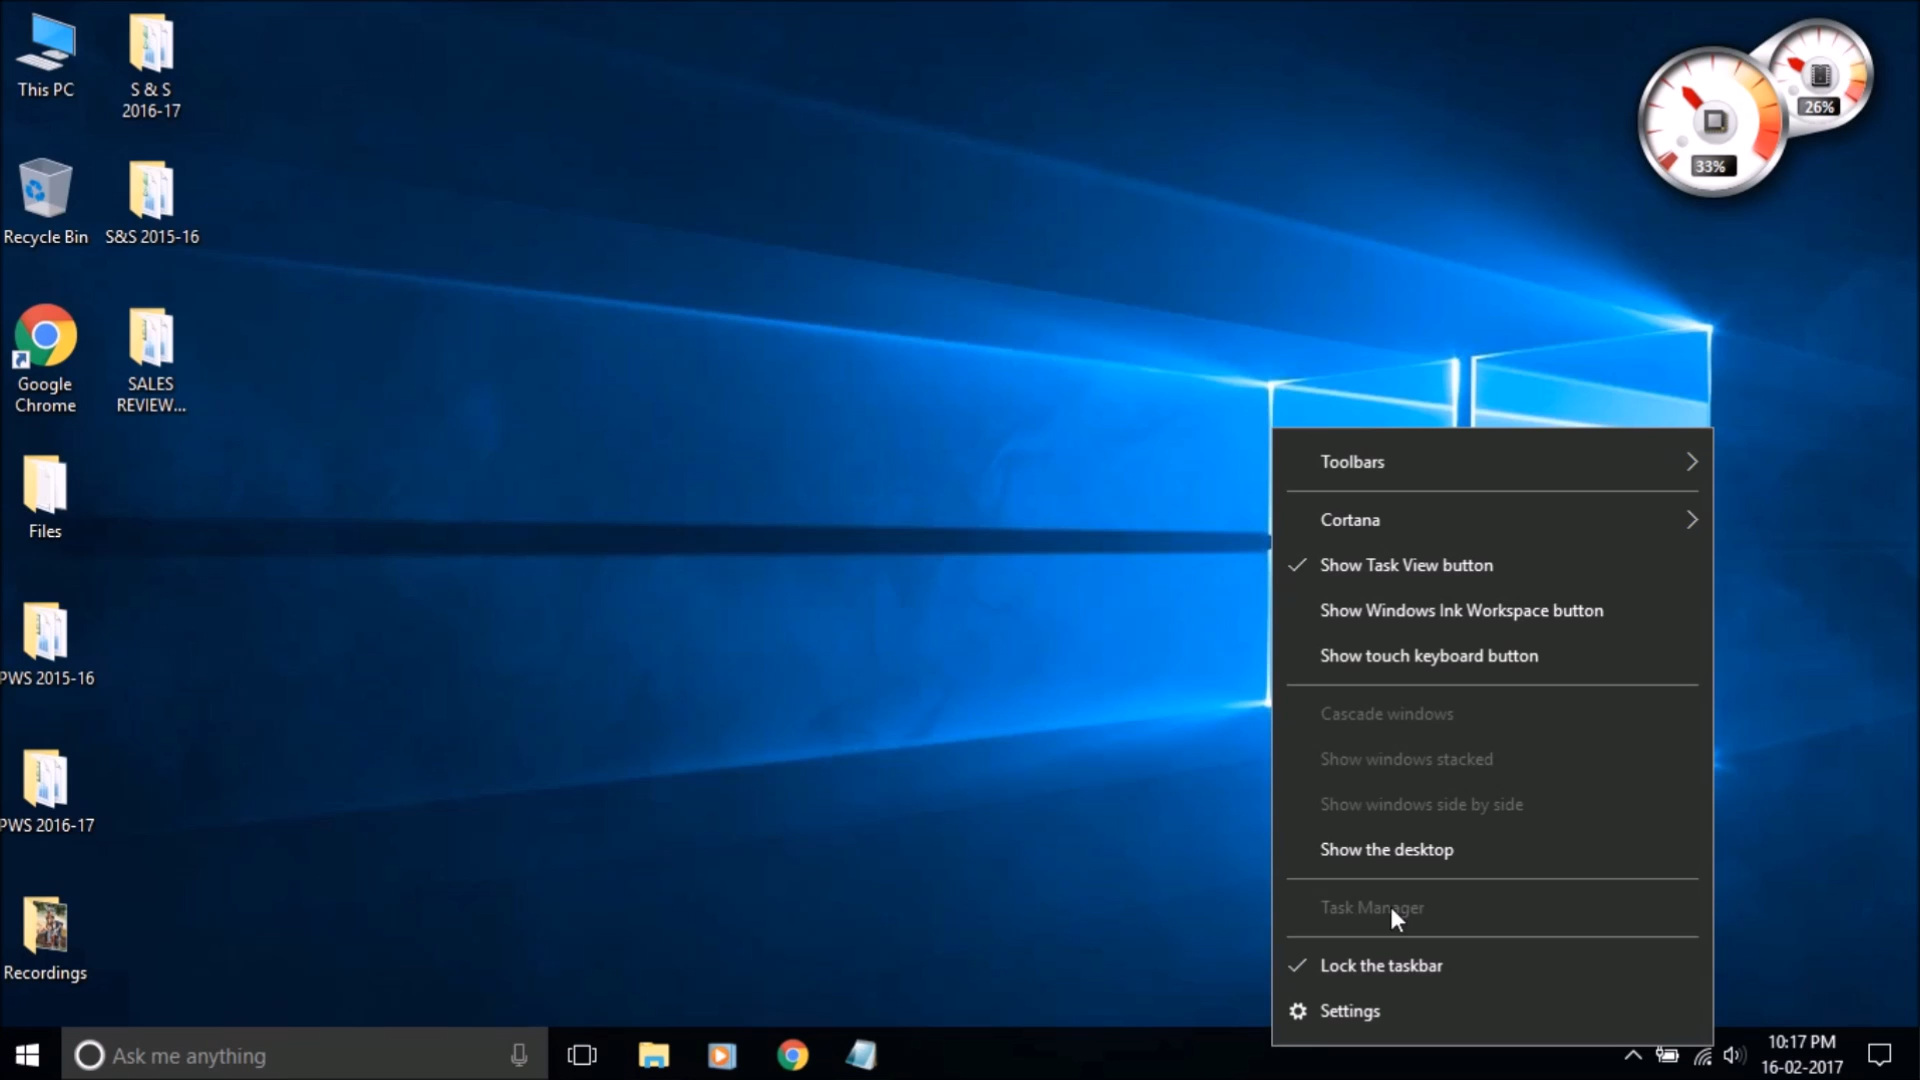 This PC
S & S
2016-17
Recycle Bin
S&S 2015-16
Google
Chrome
SALES
REVIEW...
Files
PWS 2015-16
PWS 2016-17
Recordings
26%
33%
Toolbars
Cortana
Show Task View button
Show Windows Ink Workspace button
Show touch keyboard button
Cascade windows
Show windows stacked
Show windows side by side
Show the desktop
Task Manager
Lock the taskbar
Settings
Ask me anything
10:17 PM
16-02-2017